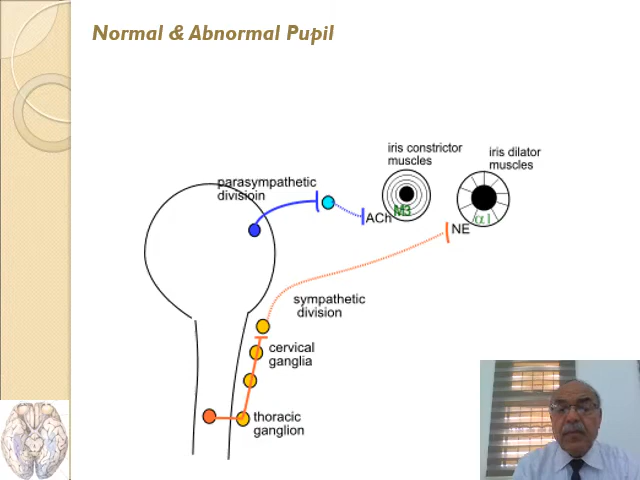 Normal & Abnormal Pupil
iris constrictor
muscles
iris dilator
muscles
parasympathetic
divisioin
M3
ACh
α1
NE
sympathetic
division
cervical
ganglia
thoracic
ganglion